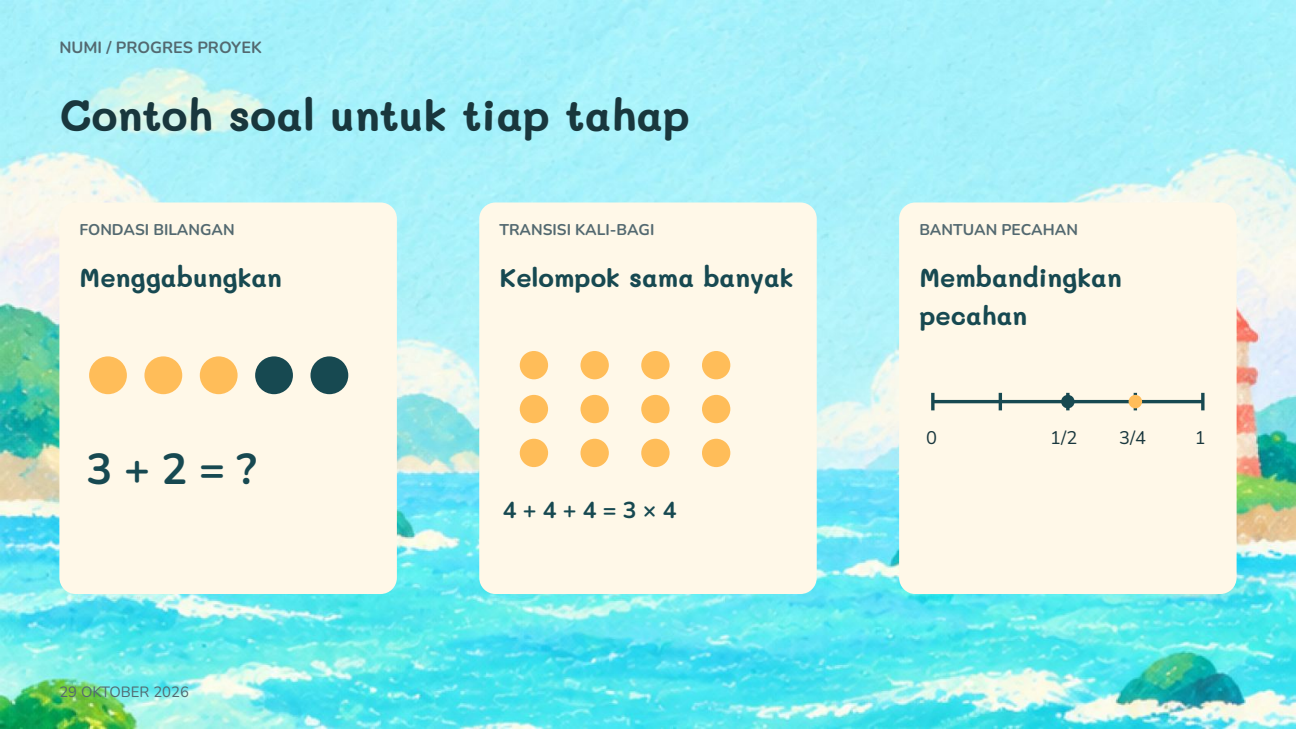 NUMI / PROGRES PROYEK
Contoh soal untuk tiap tahap
FONDASI BILANGAN
Menggabungkan
3 + 2 = ?
TRANSISI KALI-BAGI
Kelompok sama banyak
4 + 4 + 4 = 3 × 4
BANTUAN PECAHAN
Membandingkan
pecahan
0 1/2 3/4 1
29 OKTOBER 2026